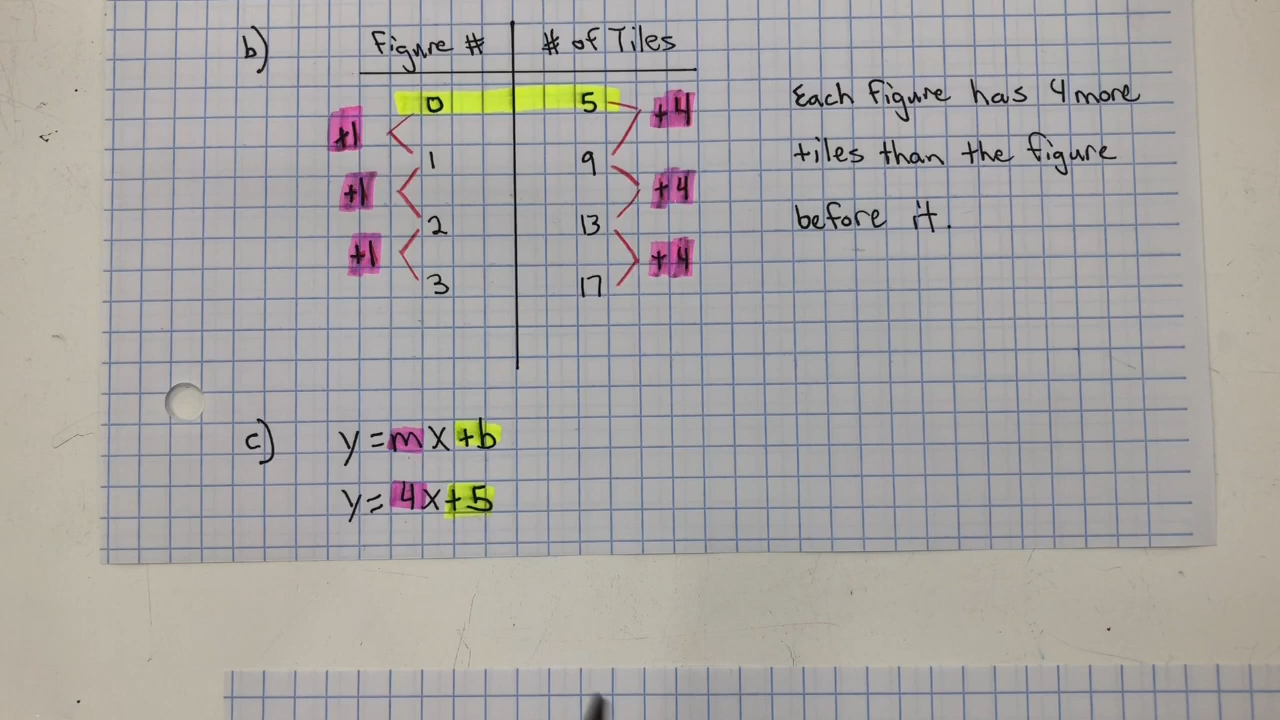 b)
Figure # # of Tiles
0 5
+1 +4
1 9
+1 +4
2 13
+1 +4
3 17
Each figure has 4 more
tiles than the figure
before it.
c) y = mx + b
y = 4x + 5